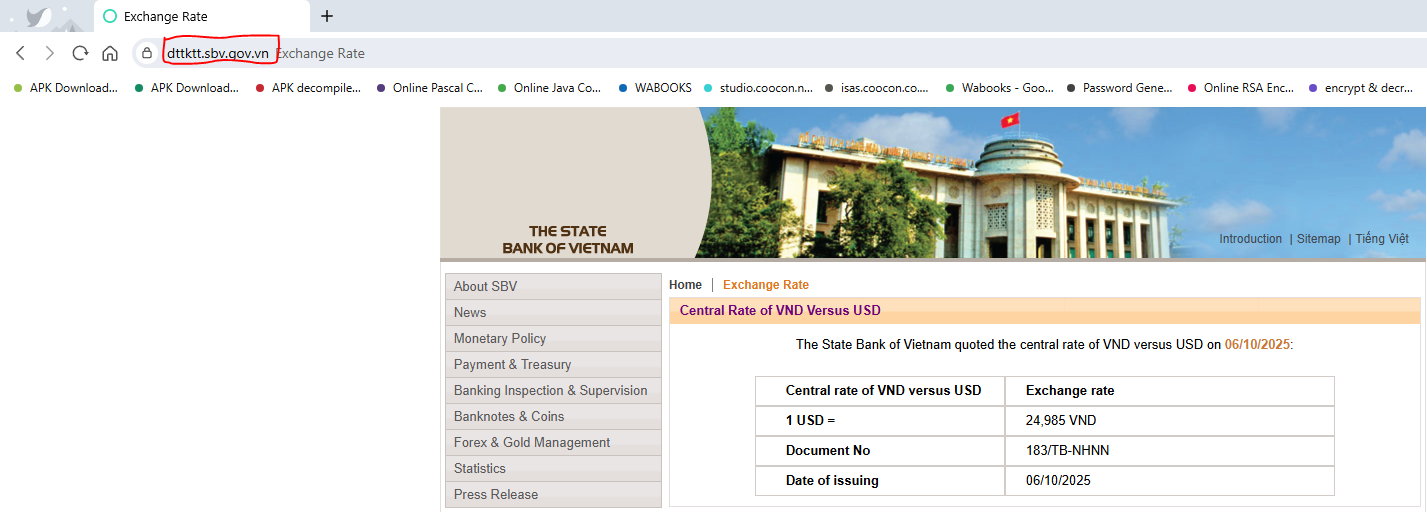 Exchange Rate
dttktt.sbv.gov.vn Exchange Rate
APK Download... APK Download... APK decompile... Online Pascal C... Online Java Co... WABOOKS studio.coocon.n... isas.coocon.co.... Wabooks - Goo... Password Gene... Online RSA Enc... encrypt & decr...
THE STATE
BANK OF VIETNAM
Introduction | Sitemap | Tiếng Việt
About SBV
News
Monetary Policy
Payment & Treasury
Banking Inspection & Supervision
Banknotes & Coins
Forex & Gold Management
Statistics
Press Release
Home | Exchange Rate
Central Rate of VND Versus USD
The State Bank of Vietnam quoted the central rate of VND versus USD on 06/10/2025:
Central rate of VND versus USD Exchange rate
1 USD = 24,985 VND
Document No 183/TB-NHNN
Date of issuing 06/10/2025